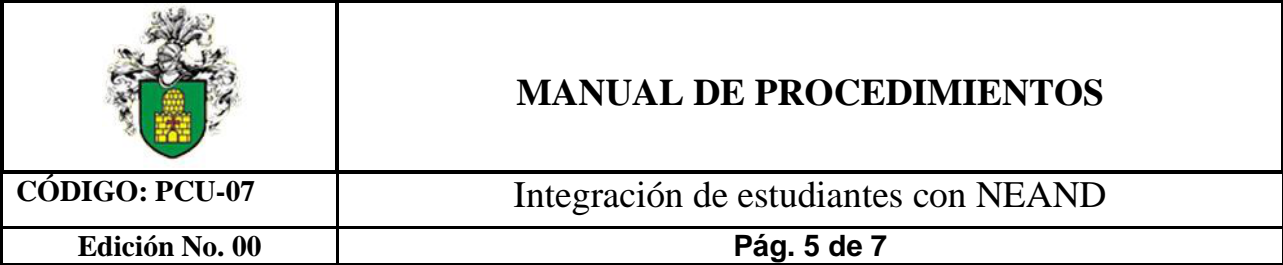 MANUAL DE PROCEDIMIENTOS
CÓDIGO: PCU-07
Integración de estudiantes con NEAND
Edición No. 00
Pág. 5 de 7